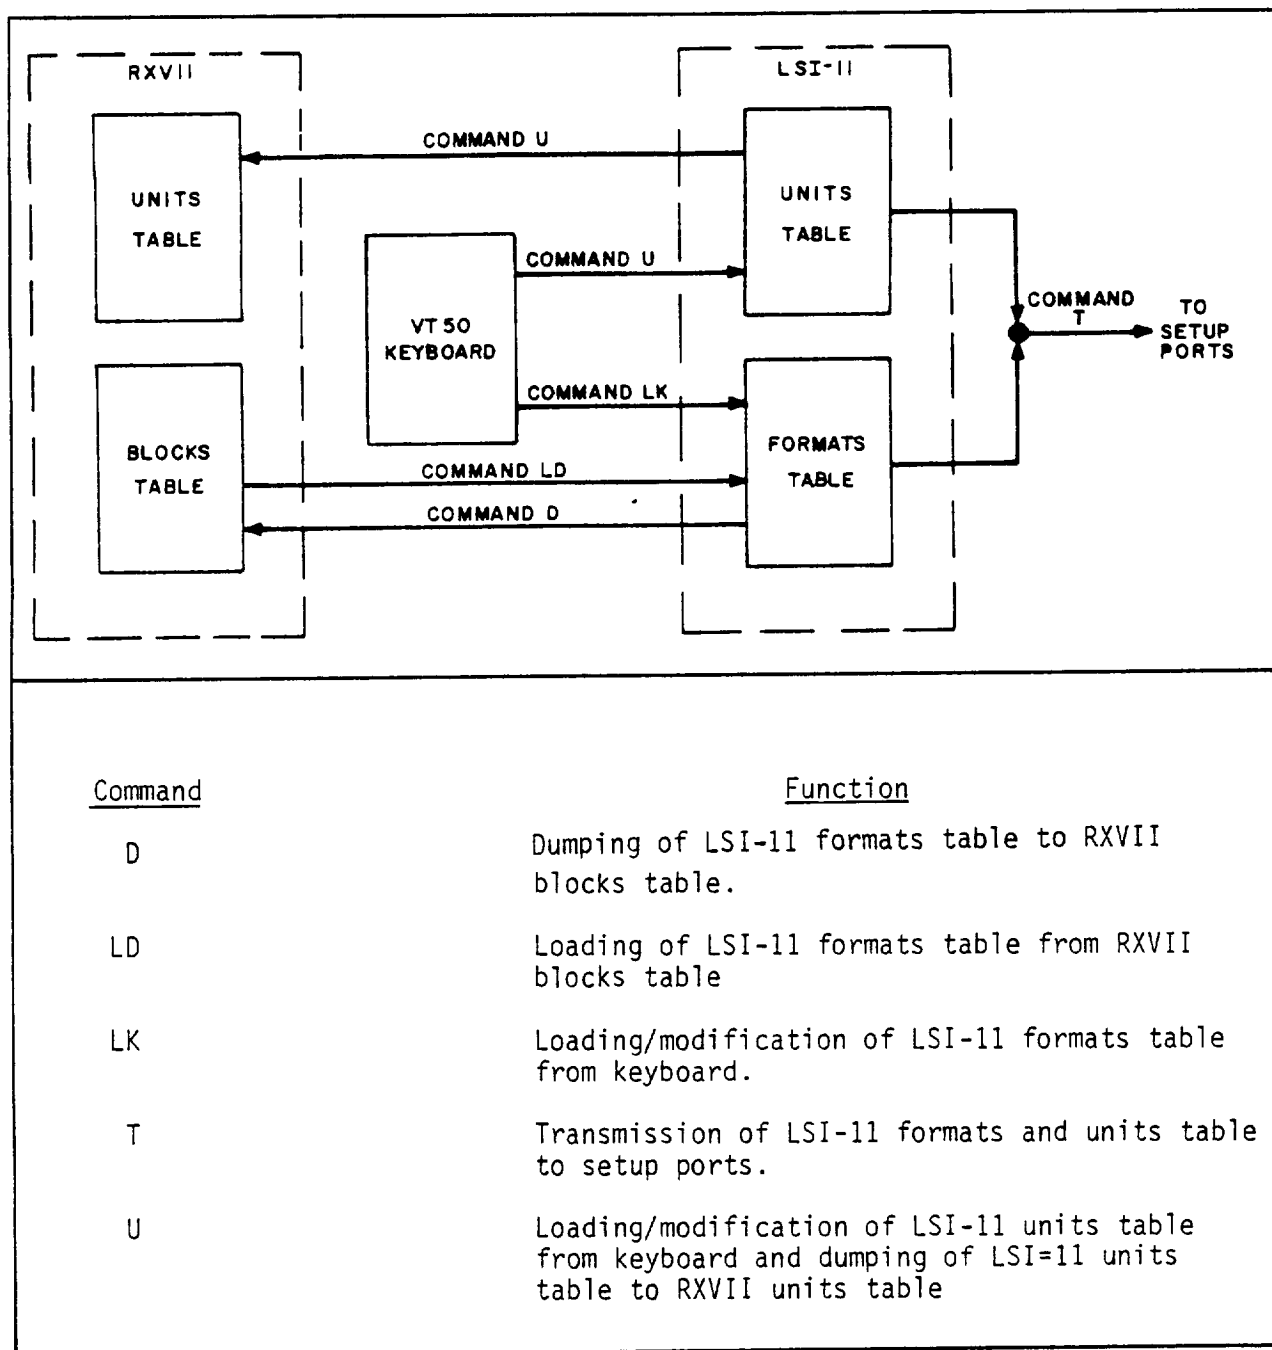 RXVII
LSI-11
UNITS
TABLE
COMMAND U
UNITS
TABLE
VT50
KEYBOARD
COMMAND U
COMMAND
T
TO
SETUP
PORTS
COMMAND LK
BLOCKS
TABLE
COMMAND LD
COMMAND D
FORMATS
TABLE
Command Function
D Dumping of LSI-11 formats table to RXVII
blocks table.
LD Loading of LSI-11 formats table from RXVII
blocks table
LK Loading/modification of LSI-11 formats table
from keyboard.
T Transmission of LSI-11 formats and units table
to setup ports.
U Loading/modification of LSI-11 units table
from keyboard and dumping of LSI=11 units
table to RXVII units table